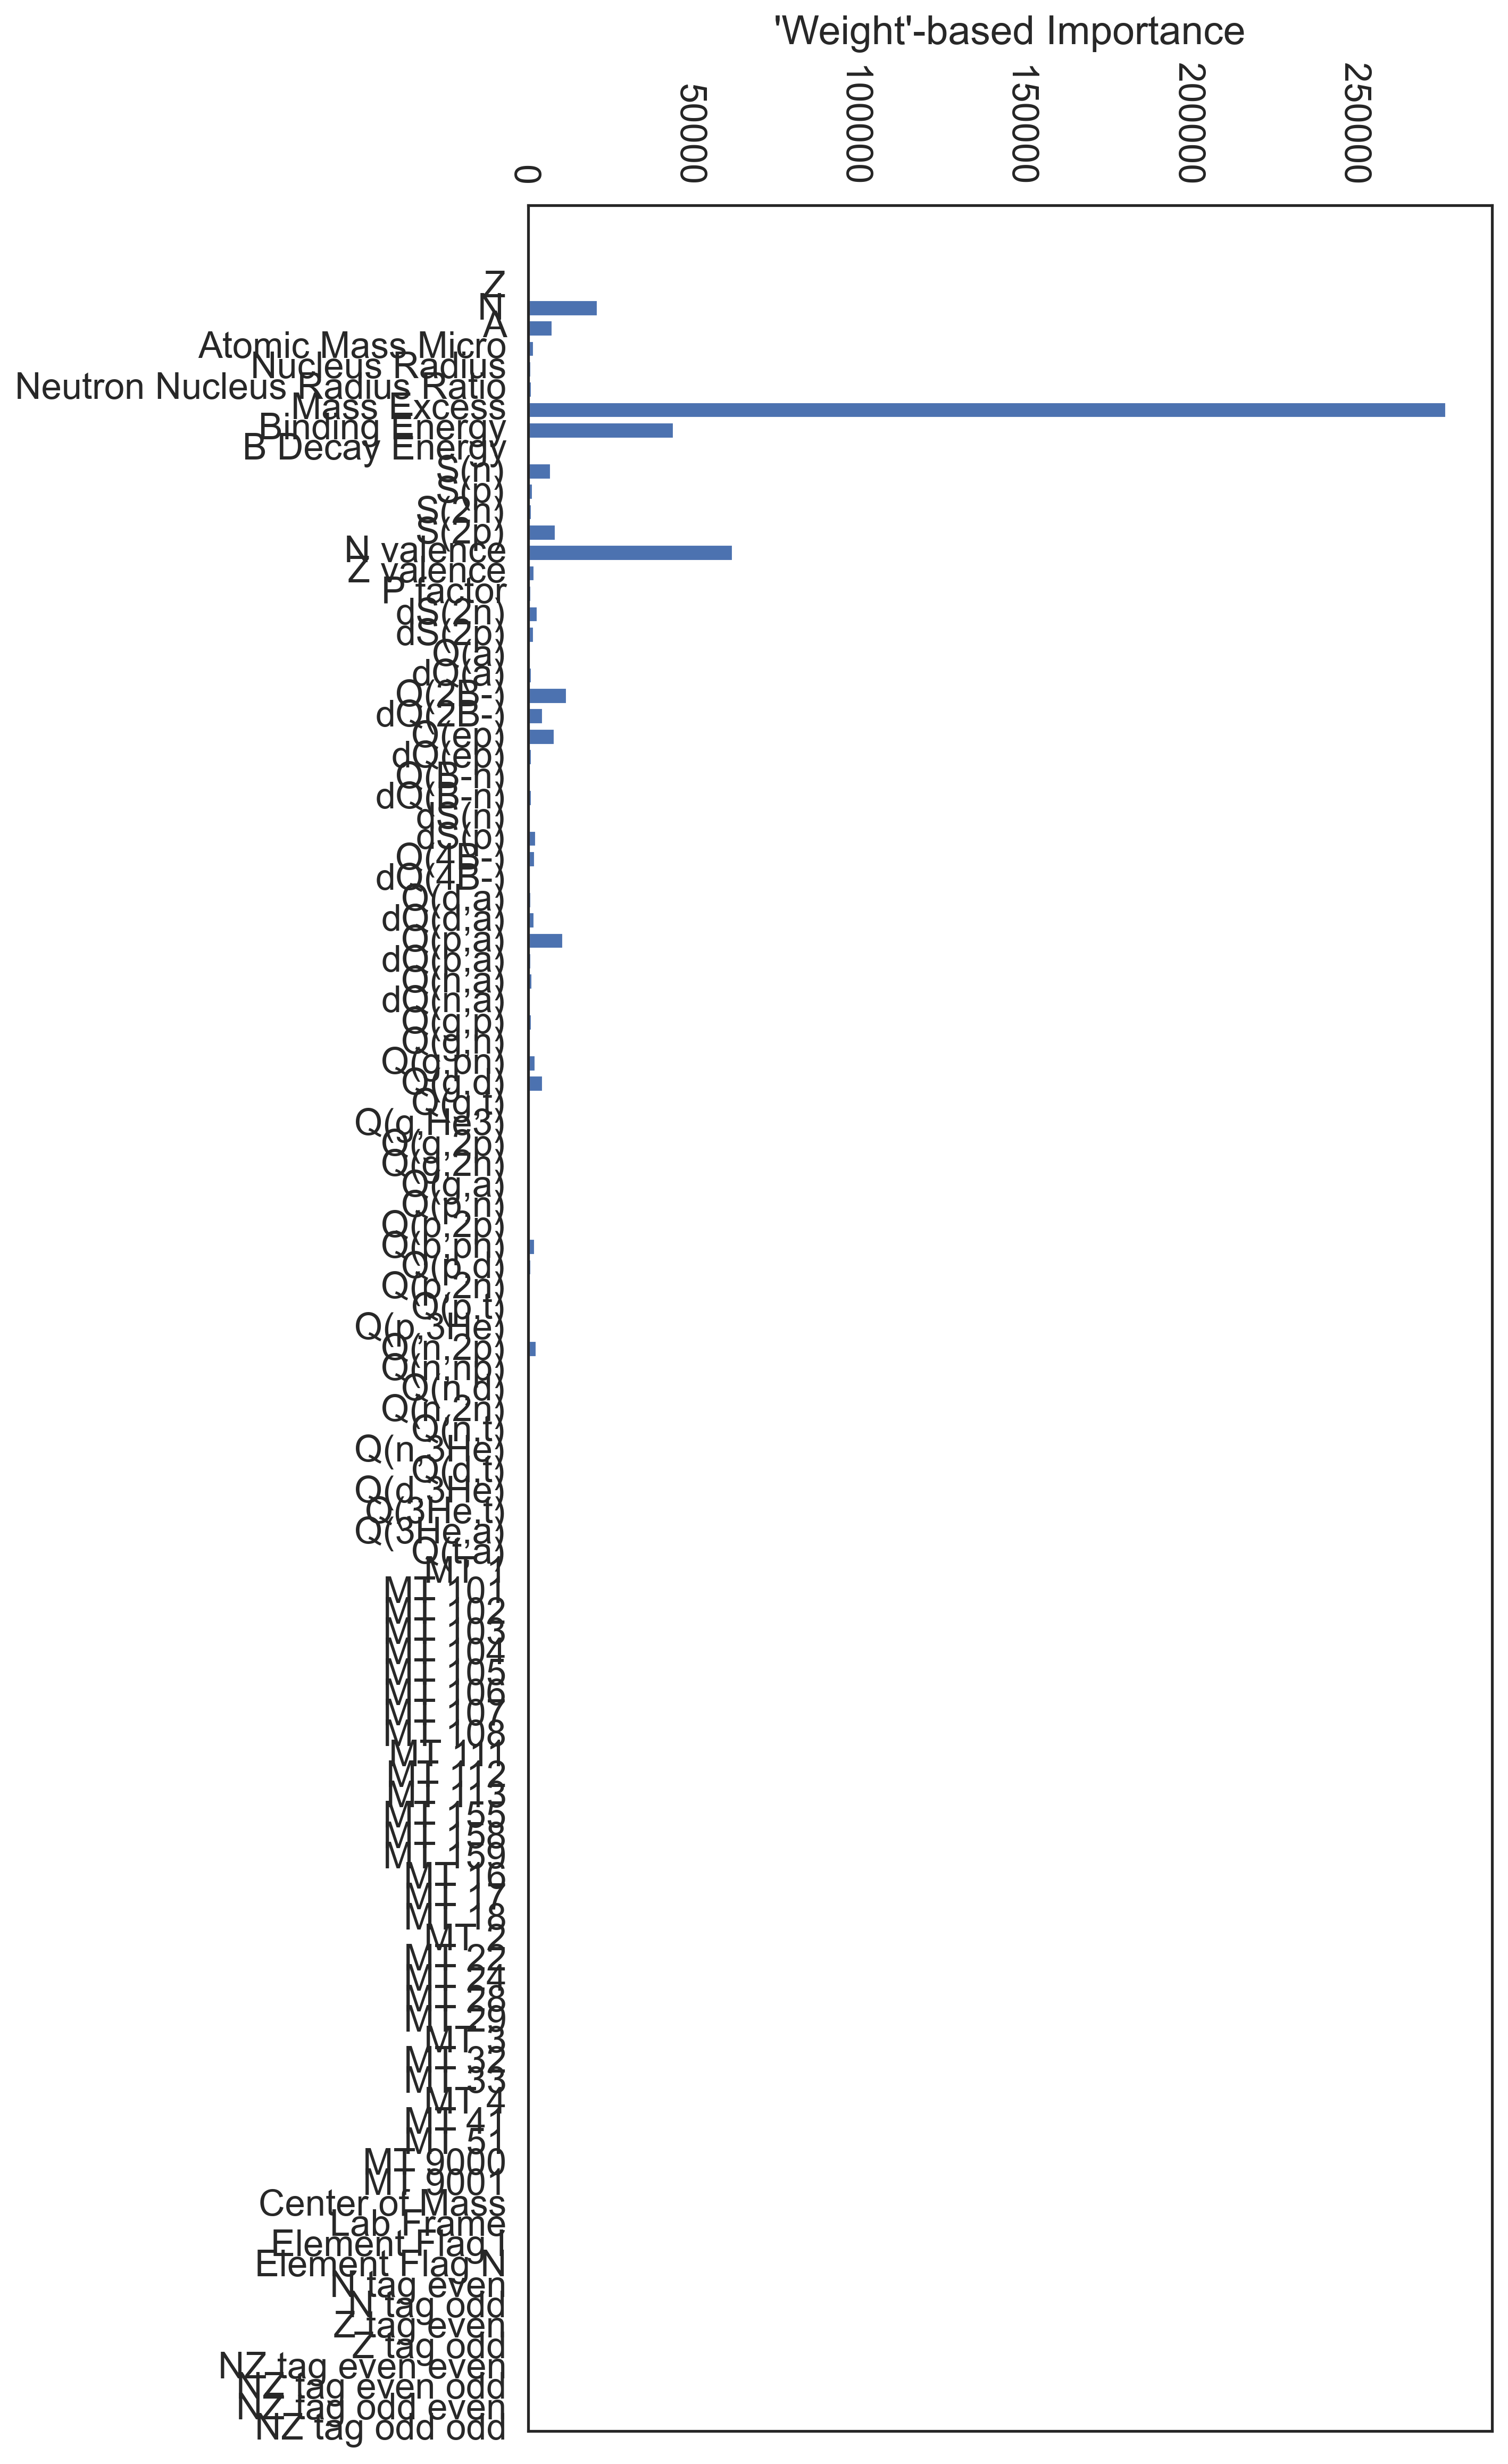 'Weight'-based Importance
0
50000
100000
150000
200000
250000
Z
N
A
Atomic Mass Micro
Nucleus Radius
Neutron Nucleus Radius Ratio
Mass Excess
Binding Energy
B Decay Energy
S(n)
S(p)
S(2n)
S(2p)
N valence
Z valence
P factor
dS(2n)
dS(2p)
Q(a)
dQ(a)
Q(2B-)
dQ(2B-)
Q(ep)
dQ(ep)
Q(B-n)
dQ(B-n)
dS(n)
dS(p)
Q(4B-)
dQ(4B-)
Q(d,a)
dQ(d,a)
Q(p,a)
dQ(p,a)
Q(n,a)
dQ(n,a)
Q(g,p)
Q(g,n)
Q(g,pn)
Q(g,d)
Q(g,t)
Q(g,He3)
Q(g,2p)
Q(g,2n)
Q(g,a)
Q(p,n)
Q(p,2p)
Q(p,pn)
Q(p,d)
Q(p,2n)
Q(p,t)
Q(p,3He)
Q(n,2p)
Q(n,np)
Q(n,d)
Q(n,2n)
Q(n,t)
Q(n,3He)
Q(d,t)
Q(d,3He)
Q(3He,t)
Q(3He,a)
Q(t,a)
MT 1
MT 101
MT 102
MT 103
MT 104
MT 105
MT 106
MT 107
MT 108
MT 111
MT 112
MT 113
MT 155
MT 158
MT 159
MT 16
MT 17
MT 18
MT 2
MT 22
MT 24
MT 28
MT 29
MT 3
MT 32
MT 33
MT 4
MT 41
MT 51
MT 9000
MT 9001
Center of Mass
Lab Frame
Element Flag I
Element Flag N
N tag even
N tag odd
Z tag even
Z tag odd
NZ tag even even
NZ tag even odd
NZ tag odd even
NZ tag odd odd